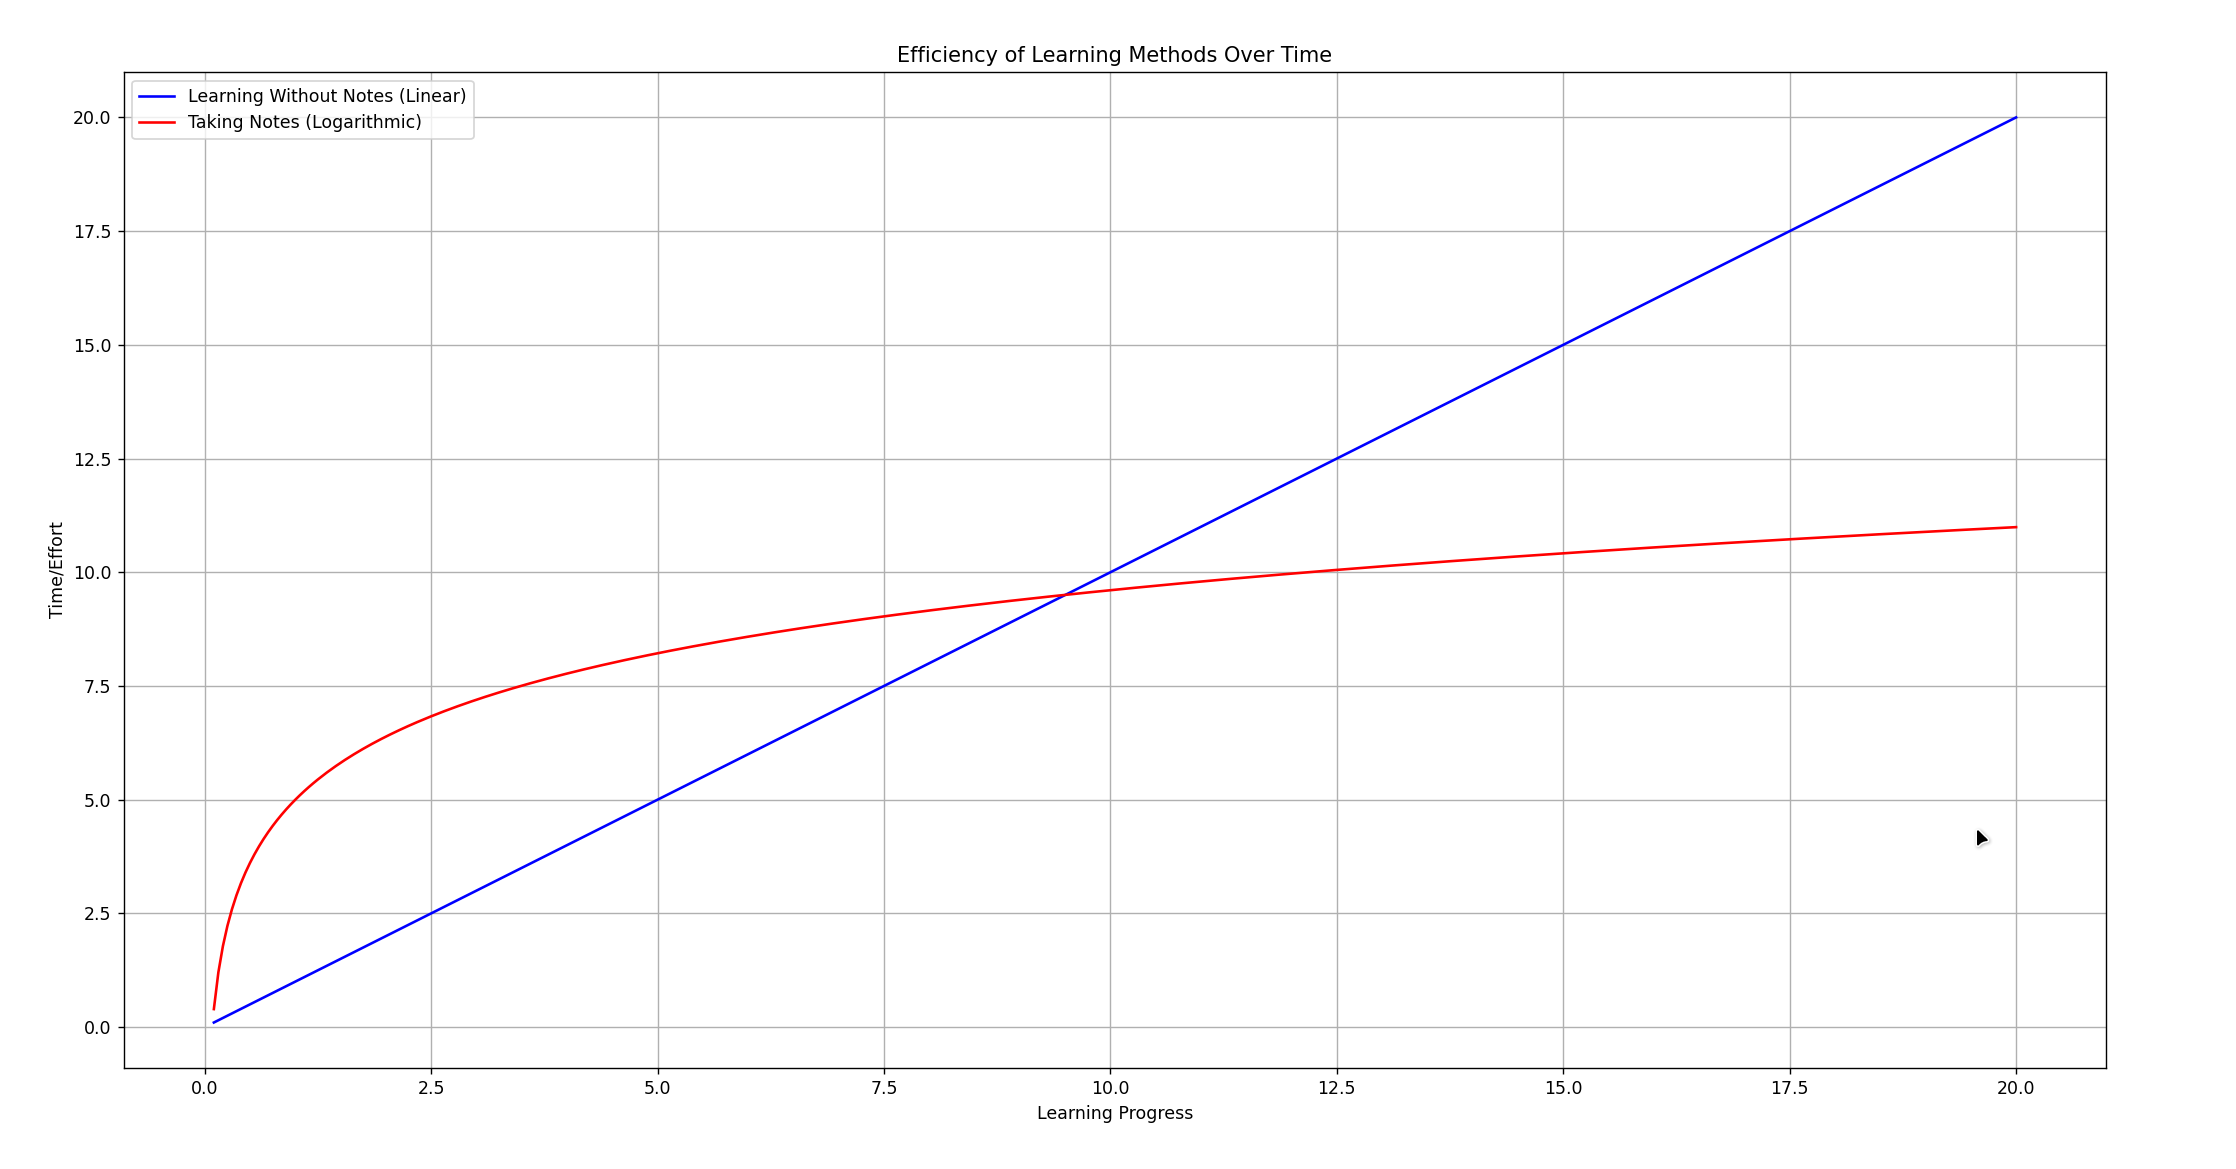 Efficiency of Learning Methods Over Time
Learning Without Notes (Linear)
Taking Notes (Logarithmic)
20.0
17.5
15.0
12.5
10.0
7.5
5.0
2.5
0.0
Time/Effort
0.0 2.5 5.0 7.5 10.0 12.5 15.0 17.5 20.0
Learning Progress